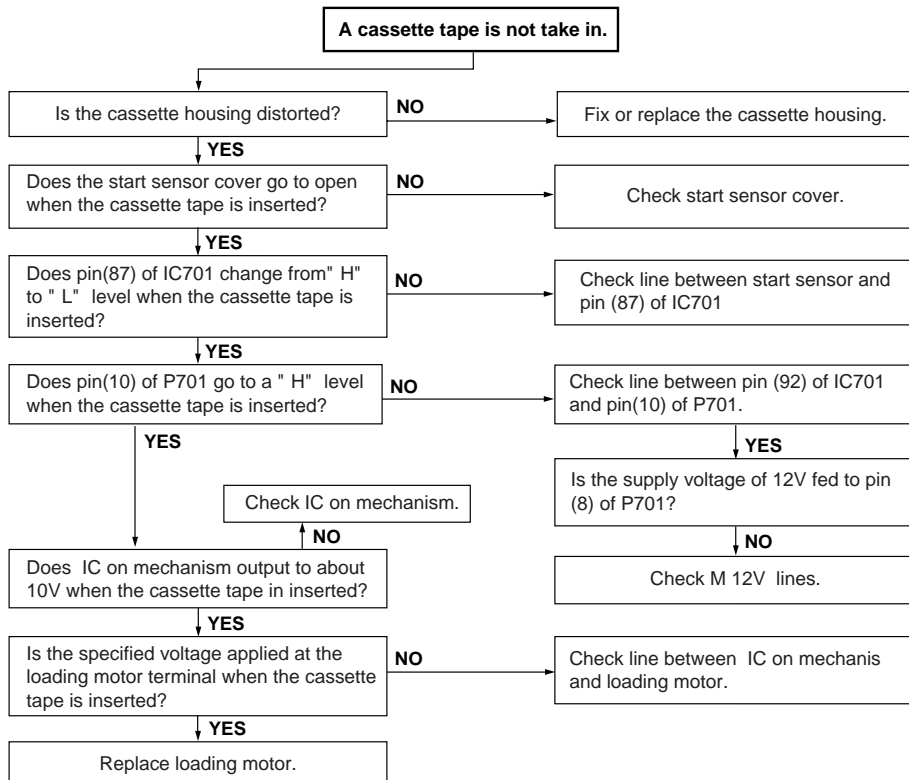 A cassette tape is not take in.
Is the cassette housing distorted?
NO
Fix or replace the cassette housing.
YES
Does the start sensor cover go to open
when the cassette tape is inserted?
NO
Check start sensor cover.
YES
Does pin(87) of IC701 change from" H"
to " L" level when the cassette tape is
inserted?
NO
Check line between start sensor and
pin (87) of IC701
YES
Does pin(10) of P701 go to a " H" level
when the cassette tape is inserted?
NO
Check line between pin (92) of IC701
and pin(10) of P701.
YES
YES
Is the supply voltage of 12V fed to pin
(8) of P701?
Check IC on mechanism.
NO
NO
Does IC on mechanism output to about
10V when the cassette tape in inserted?
Check M 12V lines.
YES
Is the specified voltage applied at the
loading motor terminal when the cassette
tape is inserted?
NO
Check line between IC on mechanis
and loading motor.
YES
Replace loading motor.